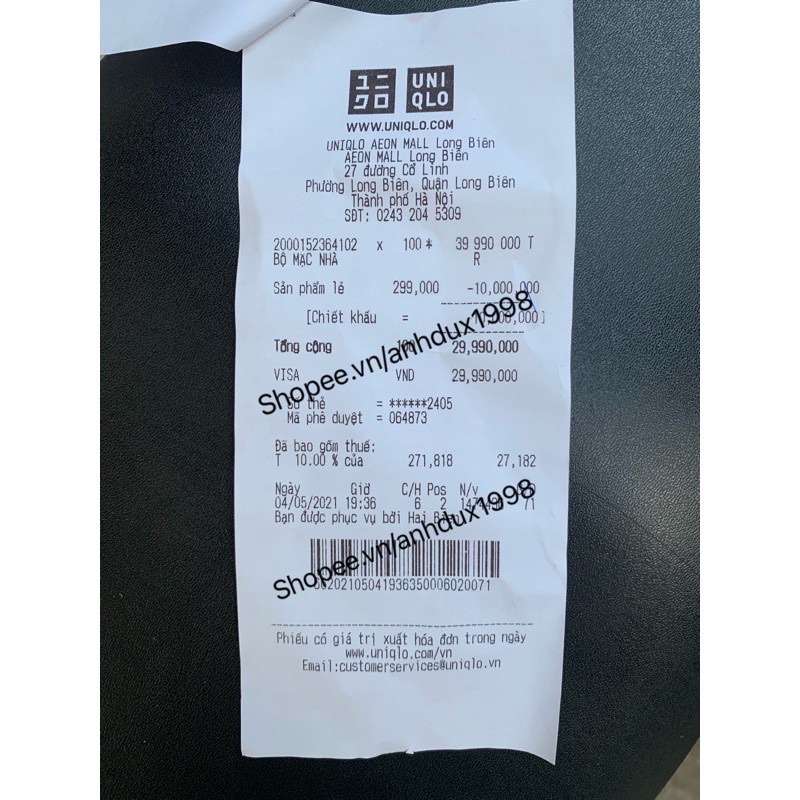 ユニ
クロ
UNI
QLO
WWW.UNIQLO.COM
UNIQLO AEON MALL Long Biên
AEON MALL Long Biên
27 đường Cổ Linh
Phường Long Biên, Quận Long Biên
Thành phố Hà Nội
SĐT: 0243 204 5309
2000152364102 x 100 * 39 990 000 T
BỘ MẶC NHÀ R
Sản phẩm lẻ 299,000 -10,000,000
[Chiết khấu = ]
Tổng cộng 100 29,990,000
VISA VND 29,990,000
Số thẻ = ******2405
Mã phê duyệt = 064873
Shopee.vn/anhdux1998
Đã bao gồm thuế:
T 10.00 % của 271,818 27,182
Ngày Giờ C/H Pos N/v
04/05/2021 19:36 6 2 71
Bạn được phục vụ bởi Hai
Shopee.vn/anhdux1998
Phiếu có giá trị xuất hóa đơn trong ngày
www.uniqlo.com/vn
Email:customerservices@uniqlo.vn